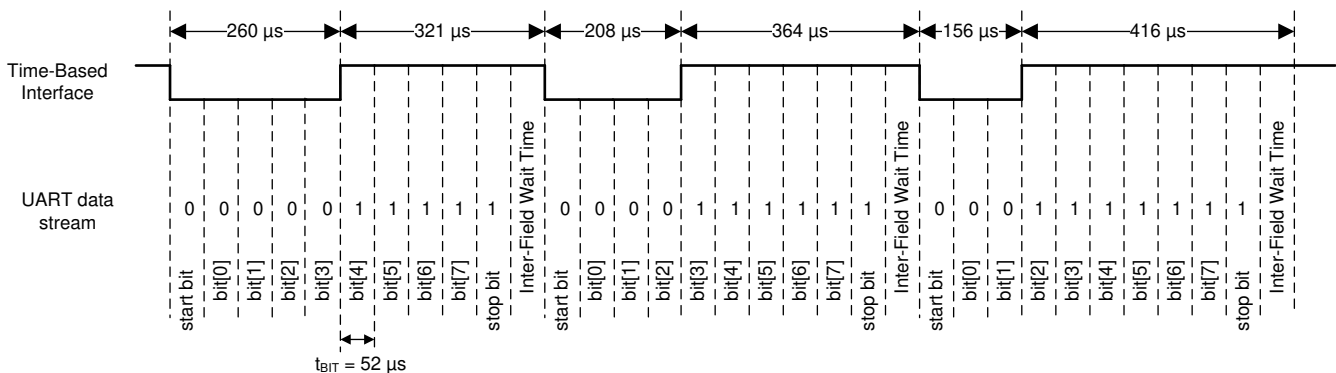 260 µs 321 µs 208 µs 364 µs 156 µs 416 µs
Time-Based
Interface
UART data
stream
0 0 0 0 0 1 1 1 1 1 0 0 0 0 1 1 1 1 1 1 0 0 0 1 1 1 1 1 1 1
start bit
bit[0]
bit[1]
bit[2]
bit[3]
bit[4]
bit[5]
bit[6]
bit[7]
stop bit
Inter-Field Wait Time
start bit
bit[0]
bit[1]
bit[2]
bit[3]
bit[4]
bit[5]
bit[6]
bit[7]
stop bit
Inter-Field Wait Time
start bit
bit[0]
bit[1]
bit[2]
bit[3]
bit[4]
bit[5]
bit[6]
bit[7]
stop bit
Inter-Field Wait Time
tBIT = 52 µs